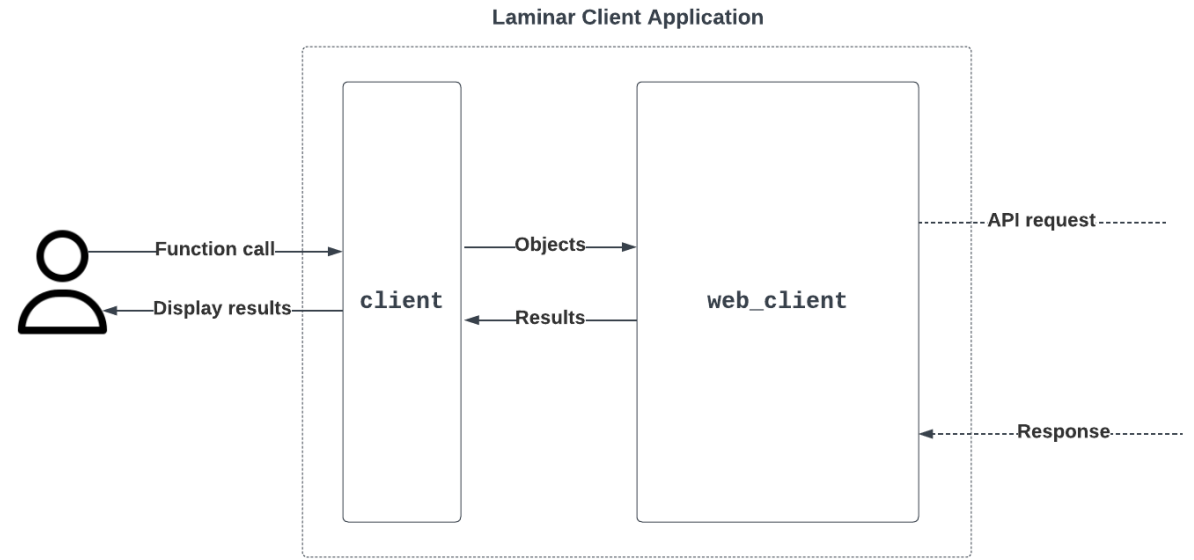 Laminar Client Application
Function call
Display results
client
Objects
Results
web_client
API request
Response